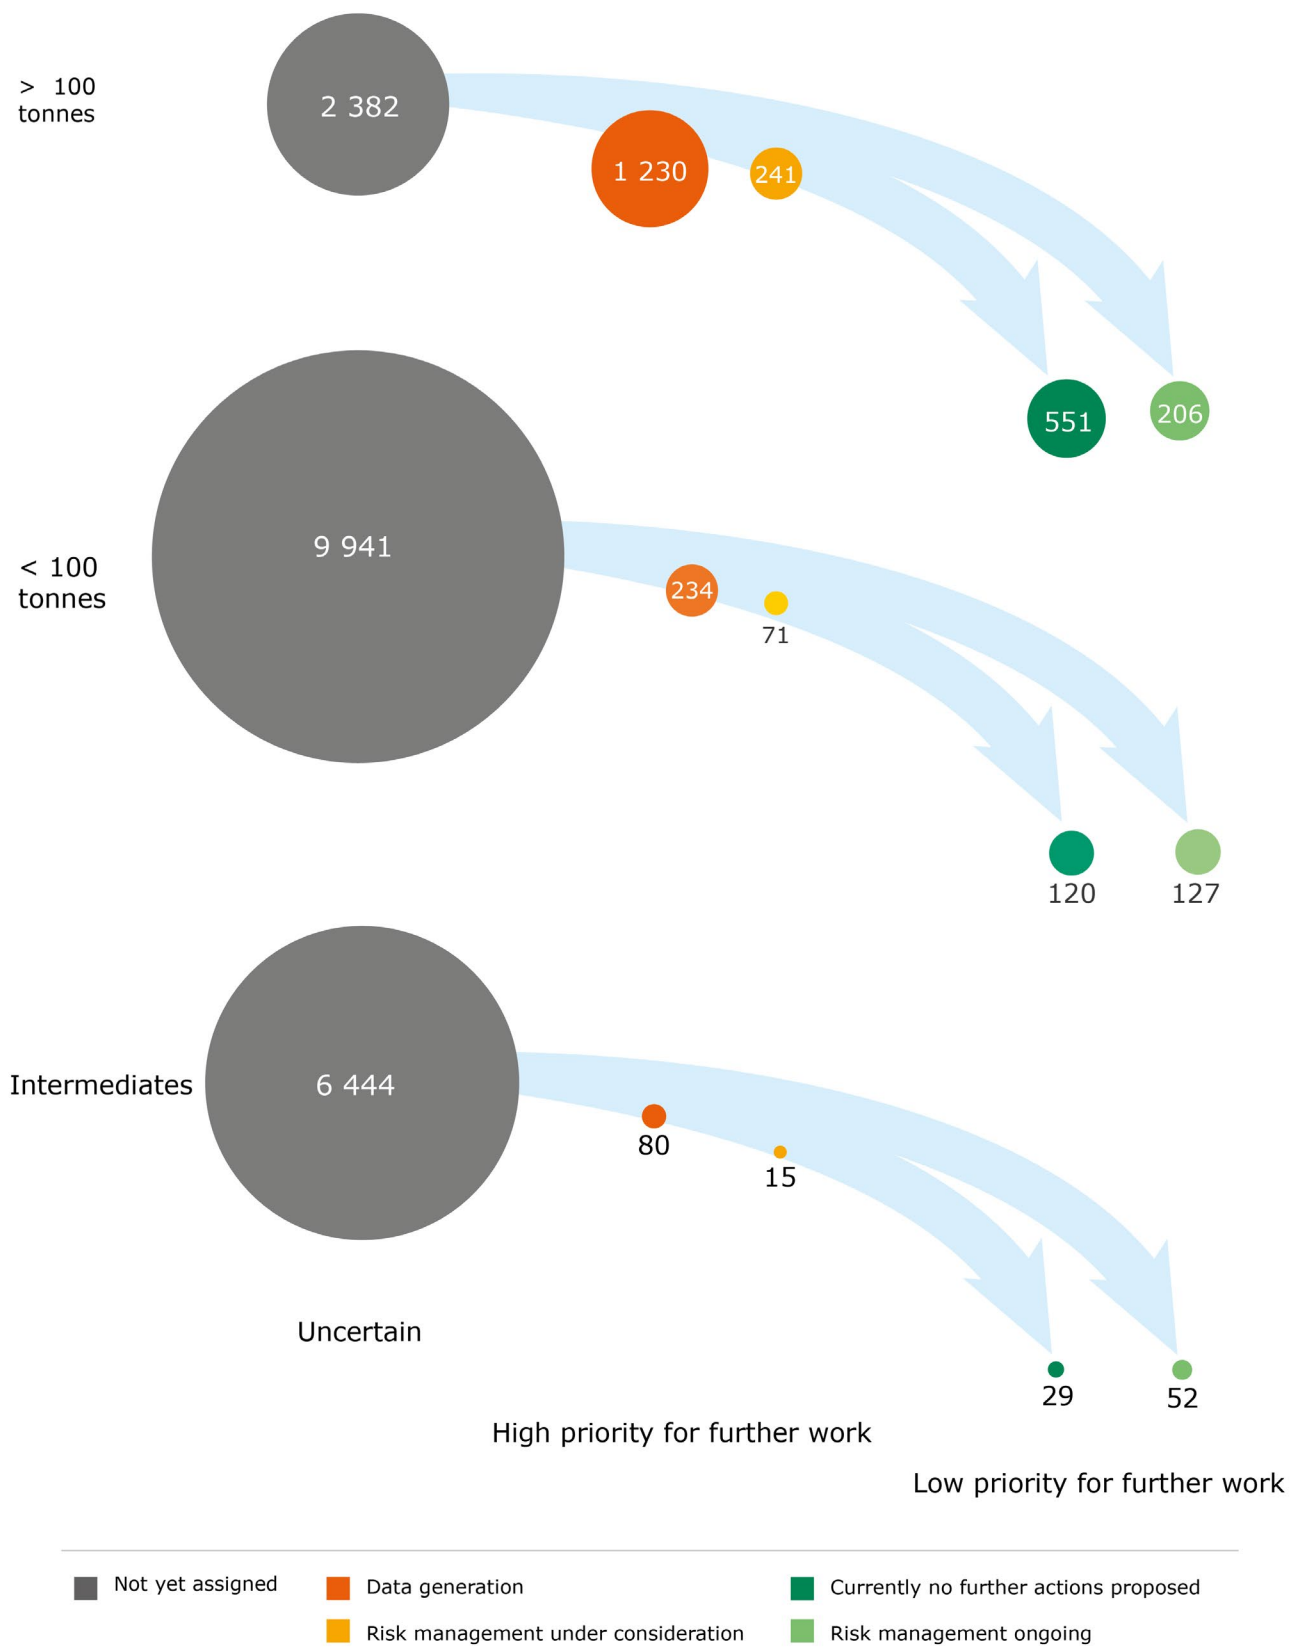 > 100
tonnes
2 382
1 230
241
551
206
< 100
tonnes
9 941
234
71
120
127
Intermediates
6 444
80
15
29
52
Uncertain
High priority for further work
Low priority for further work
Not yet assigned
Data generation
Currently no further actions proposed
Risk management under consideration
Risk management ongoing